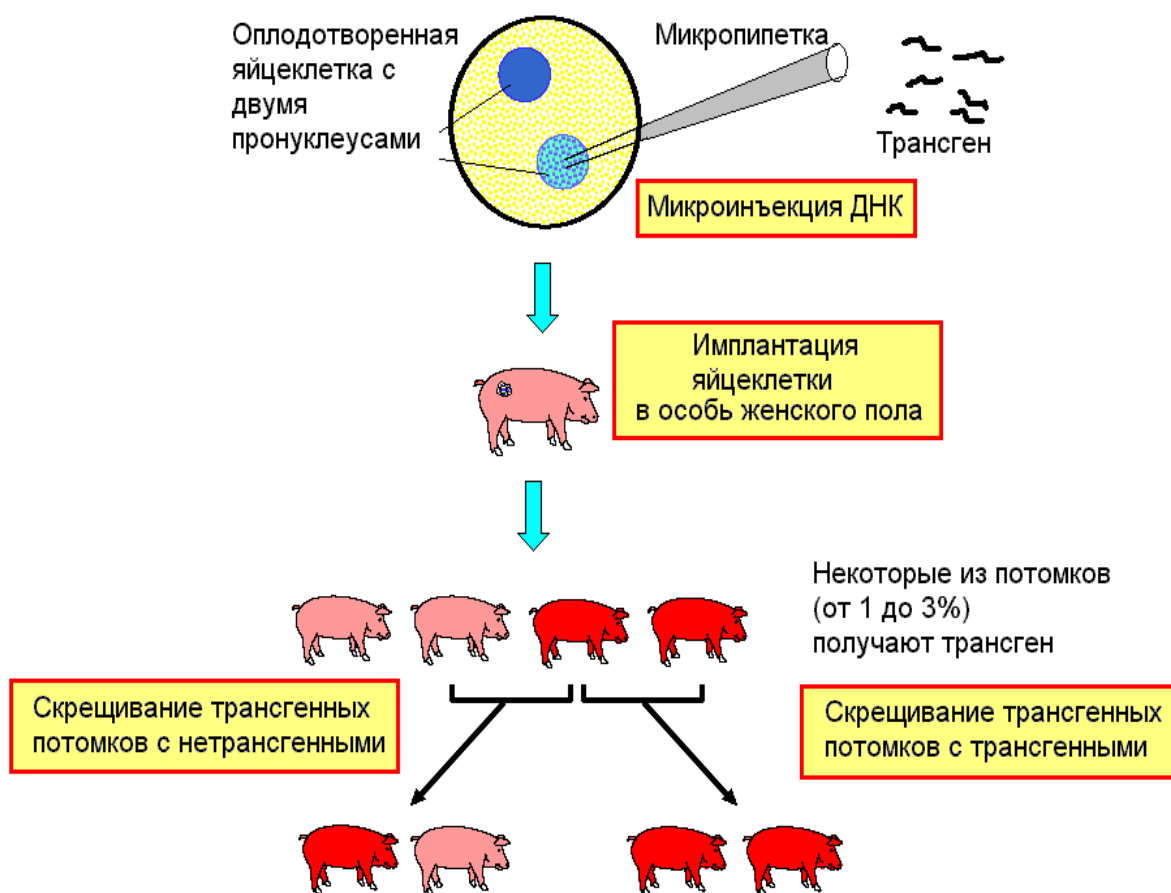 Оплодотворенная
яйцеклетка с
двумя
пронуклеусами
Микропипетка
Трансген
Микроинъекция ДНК
Имплантация
яйцеклетки
в особь женского пола
Некоторые из потомков
(от 1 до 3%)
получают трансген
Скрещивание трансгенных
потомков с нетрансгенными
Скрещивание трансгенных
потомков с трансгенными